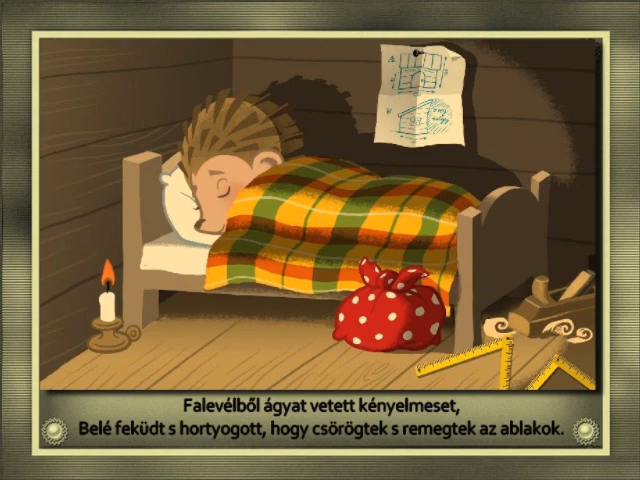 Falevélből ágyat vetett kényelmeset,
Belé feküdt s hortyogott, hogy csörögtek s remegtek az ablakok.